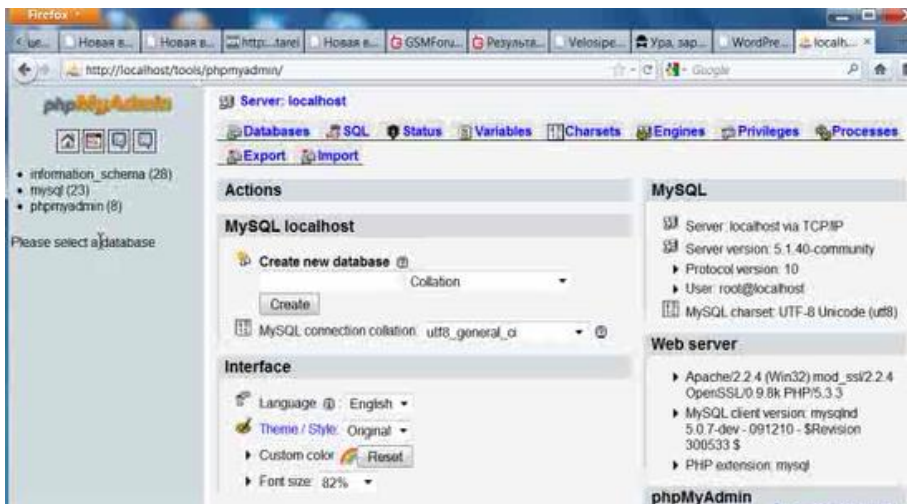 Firefox
Новая в...
Новая в...
http:...tarei
Новая в...
GSMForu...
Результа...
Velosipe...
Ура, зар...
WordPre...
localh...
http://localhost/tools/phpmyadmin/
Google
phpMyAdmin
information_schema (28)
mysql (23)
phpmyadmin (8)
Please select a database
Server: localhost
Databases SQL Status Variables Charsets Engines Privileges Processes
Export Import
Actions
MySQL localhost
Create new database
Collation
Create
MySQL connection collation: utf8_general_ci
Interface
Language : English
Theme / Style: Original
Custom color Reset
Font size: 82%
MySQL
Server: localhost via TCP/IP
Server version: 5.1.40-community
Protocol version: 10
User: root@localhost
MySQL charset: UTF-8 Unicode (utf8)
Web server
Apache/2.2.4 (Win32) mod_ssl/2.2.4
OpenSSL/0.9.8k PHP/5.3.3
MySQL client version: mysqlnd
5.0.7-dev - 091210 - $Revision
300533 $
PHP extension: mysql
phpMyAdmin